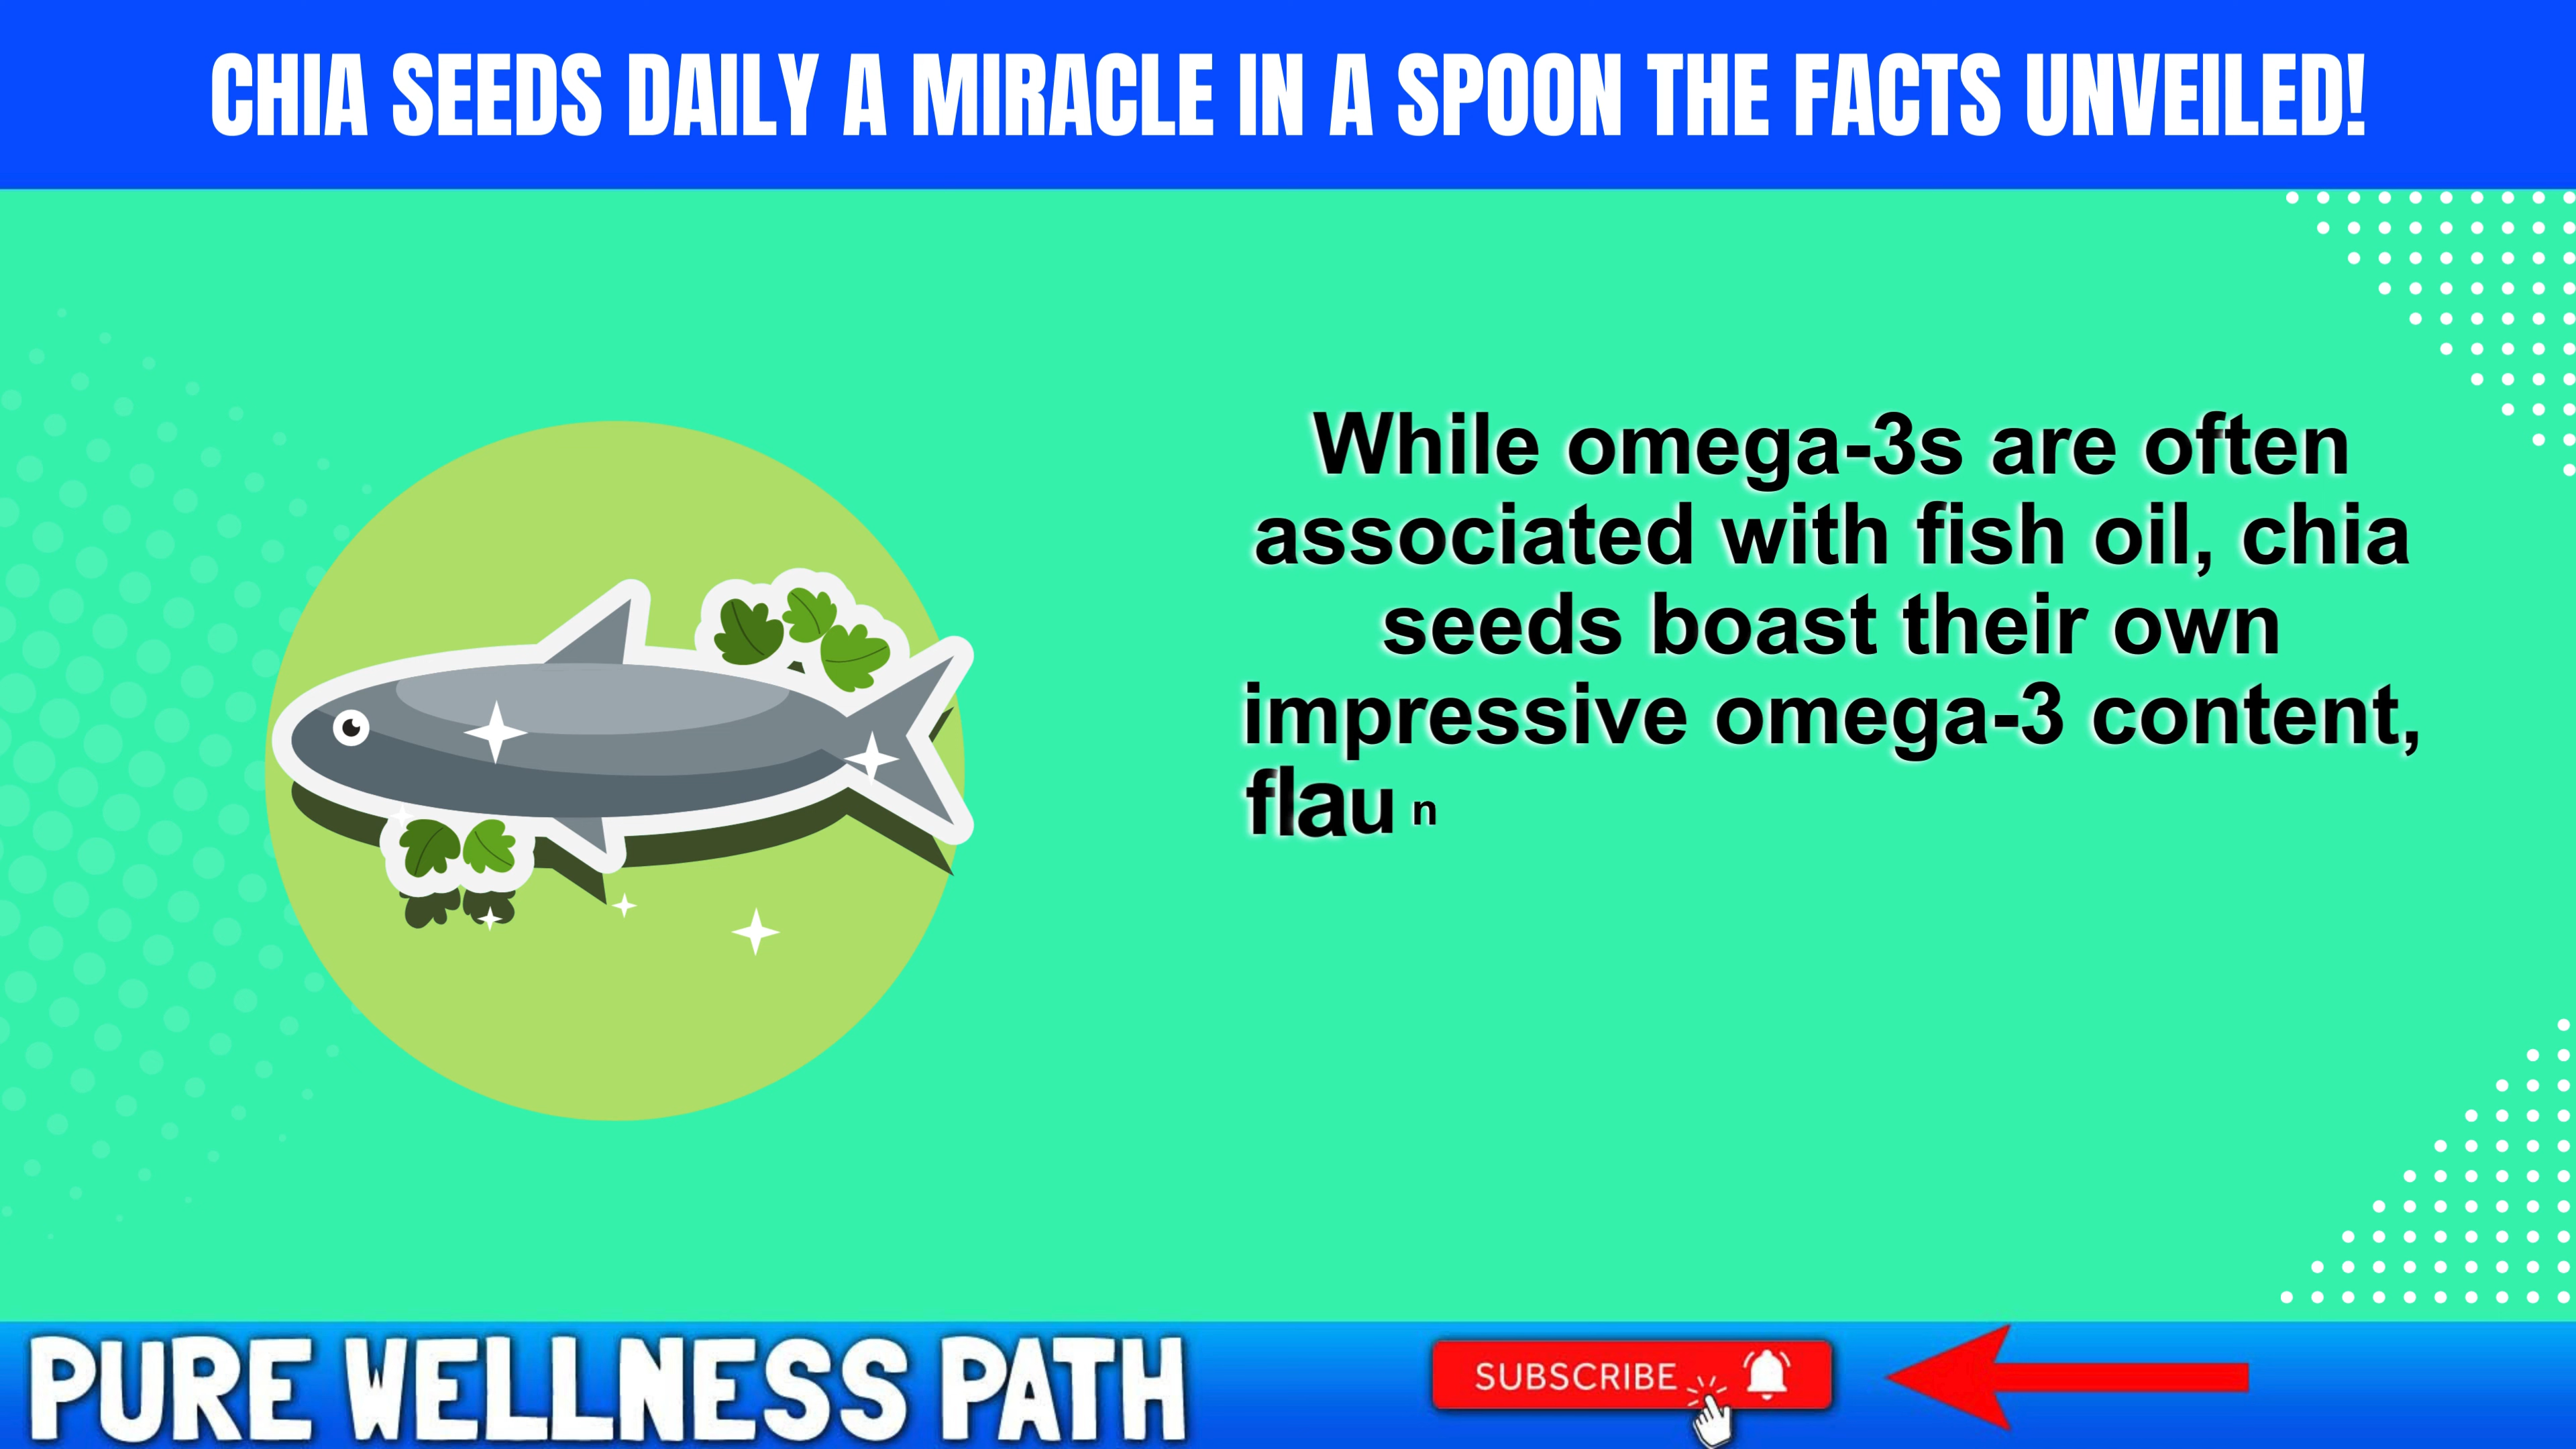 CHIA SEEDS DAILY A MIRACLE IN A SPOON THE FACTS UNVEILED!
While omega-3s are often
associated with fish oil, chia
seeds boast their own
impressive omega-3 content,
flaun
PURE WELLNESS PATH
SUBSCRIBE